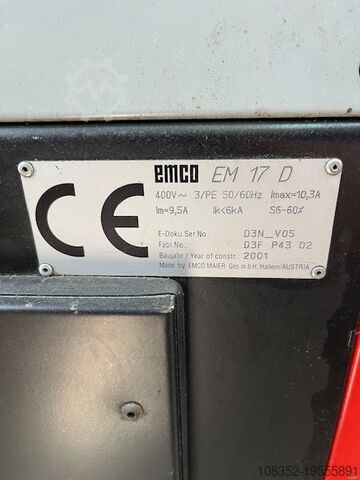 CE
emco EM 17 D
400V~ 3/PE 50/60Hz Imax=10,3A
Im=9,5A Ik<6kA S6-60%
E-Doku.Ser.No.: D3N_V05
Fabr.No.: D3F P43 02
Baujahr / Year of constr. 2001
Made by EMCO MAIER Ges.m.b.H. Hallein/AUSTRIA
108352-19555891